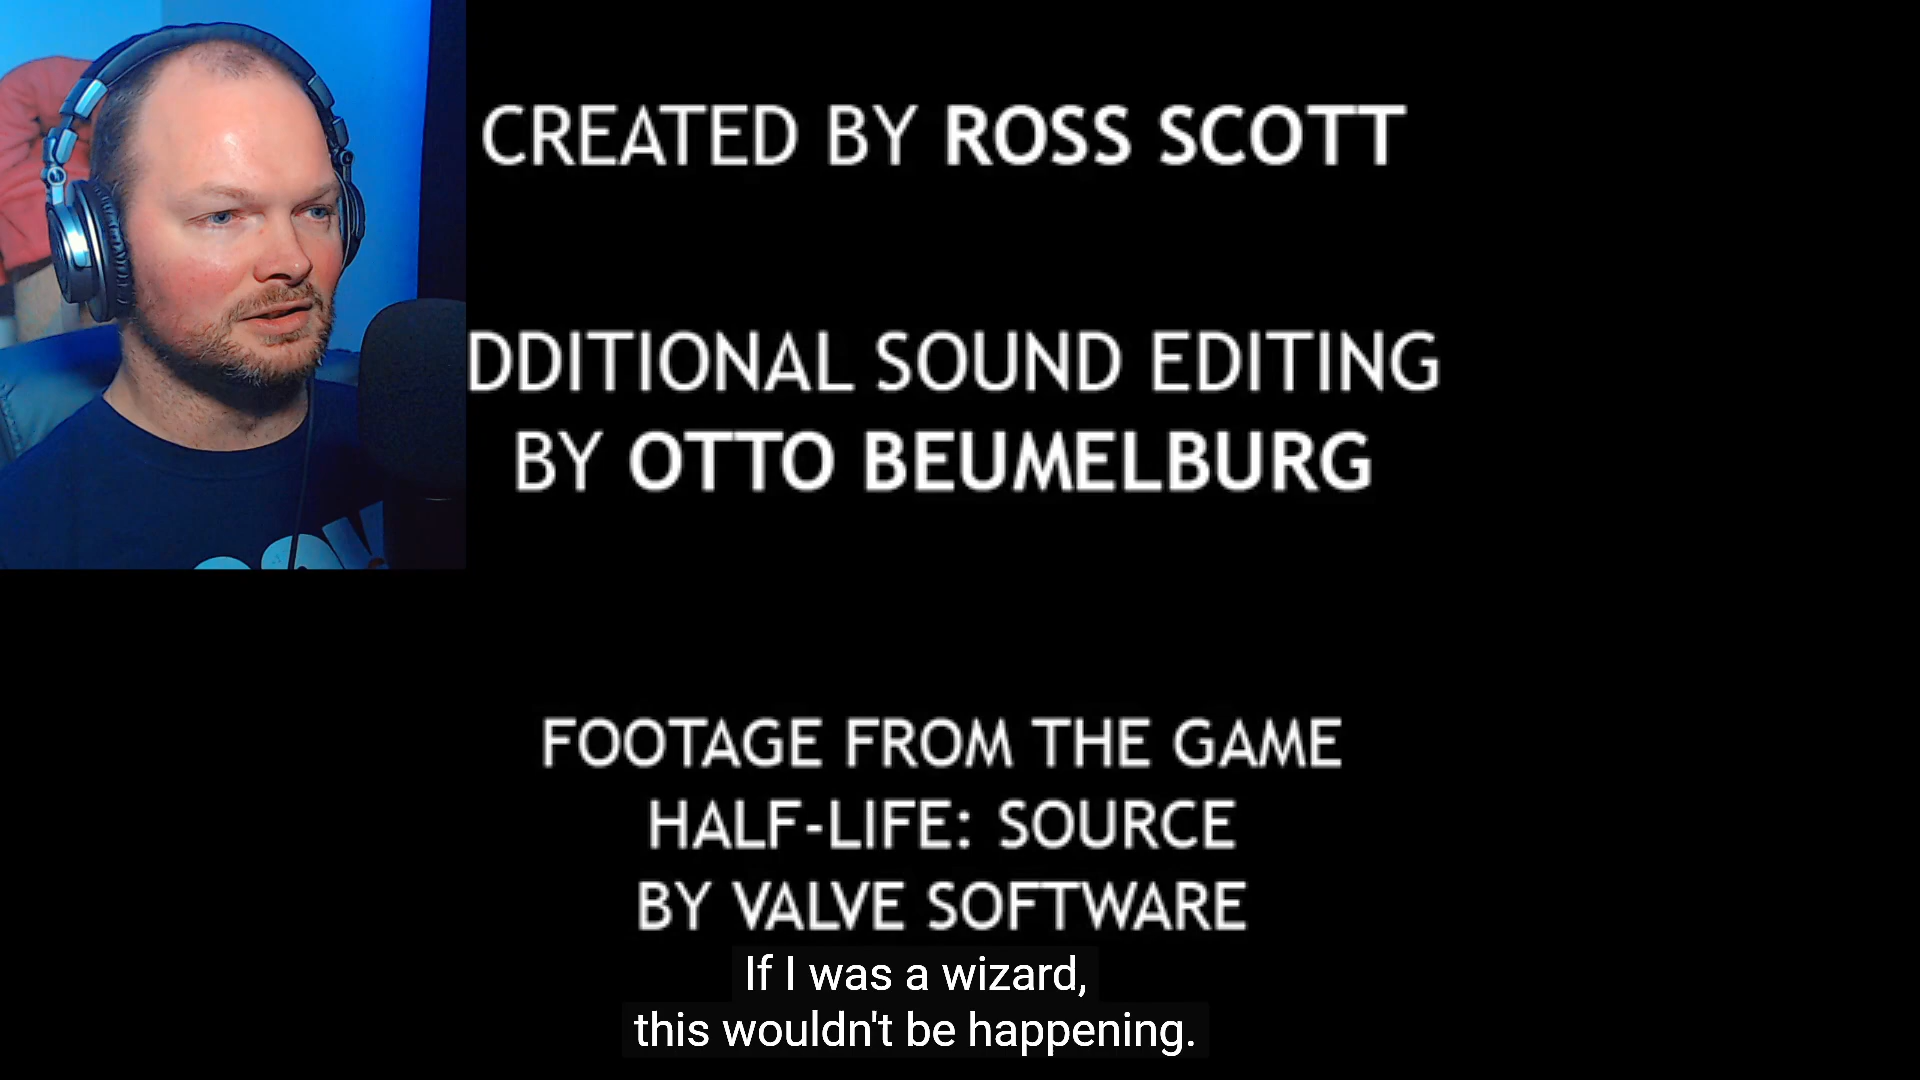 CREATED BY ROSS SCOTT
DDITIONAL SOUND EDITING
BY OTTO BEUMELBURG
FOOTAGE FROM THE GAME
HALF-LIFE: SOURCE
BY VALVE SOFTWARE
If I was a wizard,
this wouldn't be happening.